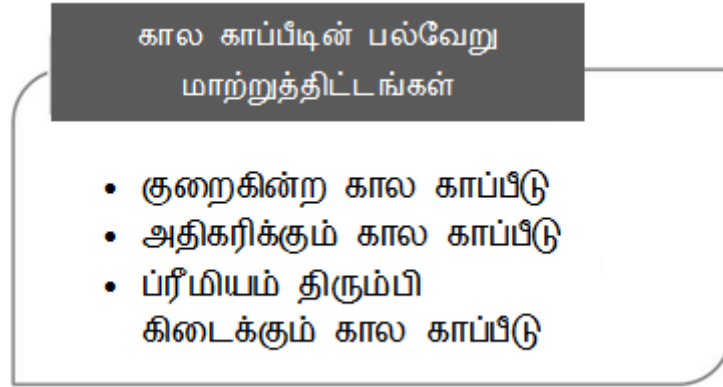 கால காப்பீடின் பல்வேறு
மாற்றுத்திட்டங்கள்
• குறைகின்ற கால காப்பீடு
• அதிகரிக்கும் கால காப்பீடு
• ப்ரீமியம் திரும்பி
கிடைக்கும் கால காப்பீடு